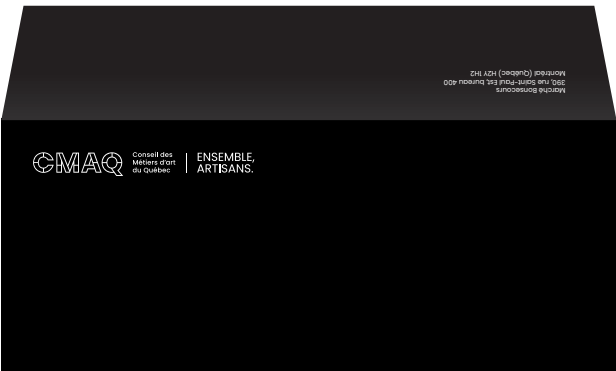 Marché Bonsecours
390, rue Saint-Paul Est, bureau 400
Montréal (Québec) H2Y 1H2
CMAQ
Conseil des
Métiers d'art
du Québec
ENSEMBLE,
ARTISANS.